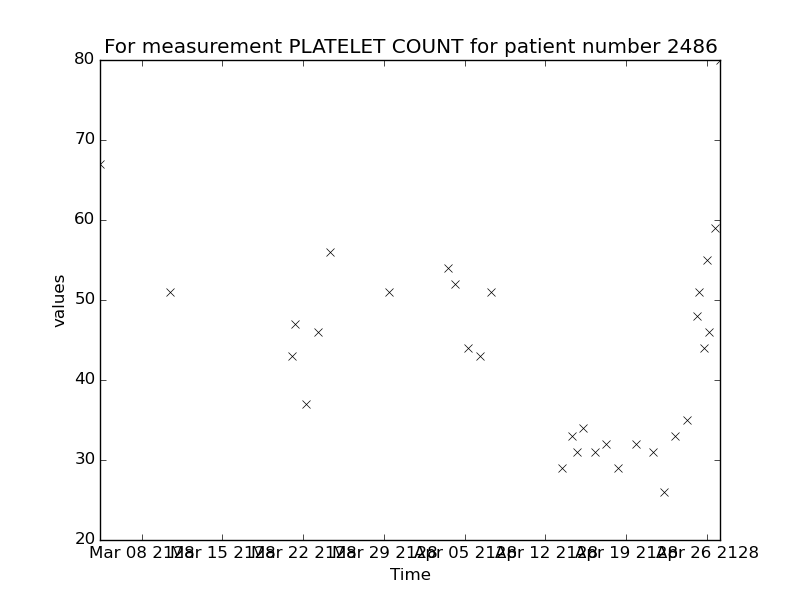 For measurement PLATELET COUNT for patient number 2486
80
70
60
50
40
30
20
values
Mar 08 2128 Mar 15 2128 Mar 22 2128 Mar 29 2128 Apr 05 2128 Apr 12 2128 Apr 19 2128 Apr 26 2128
Time